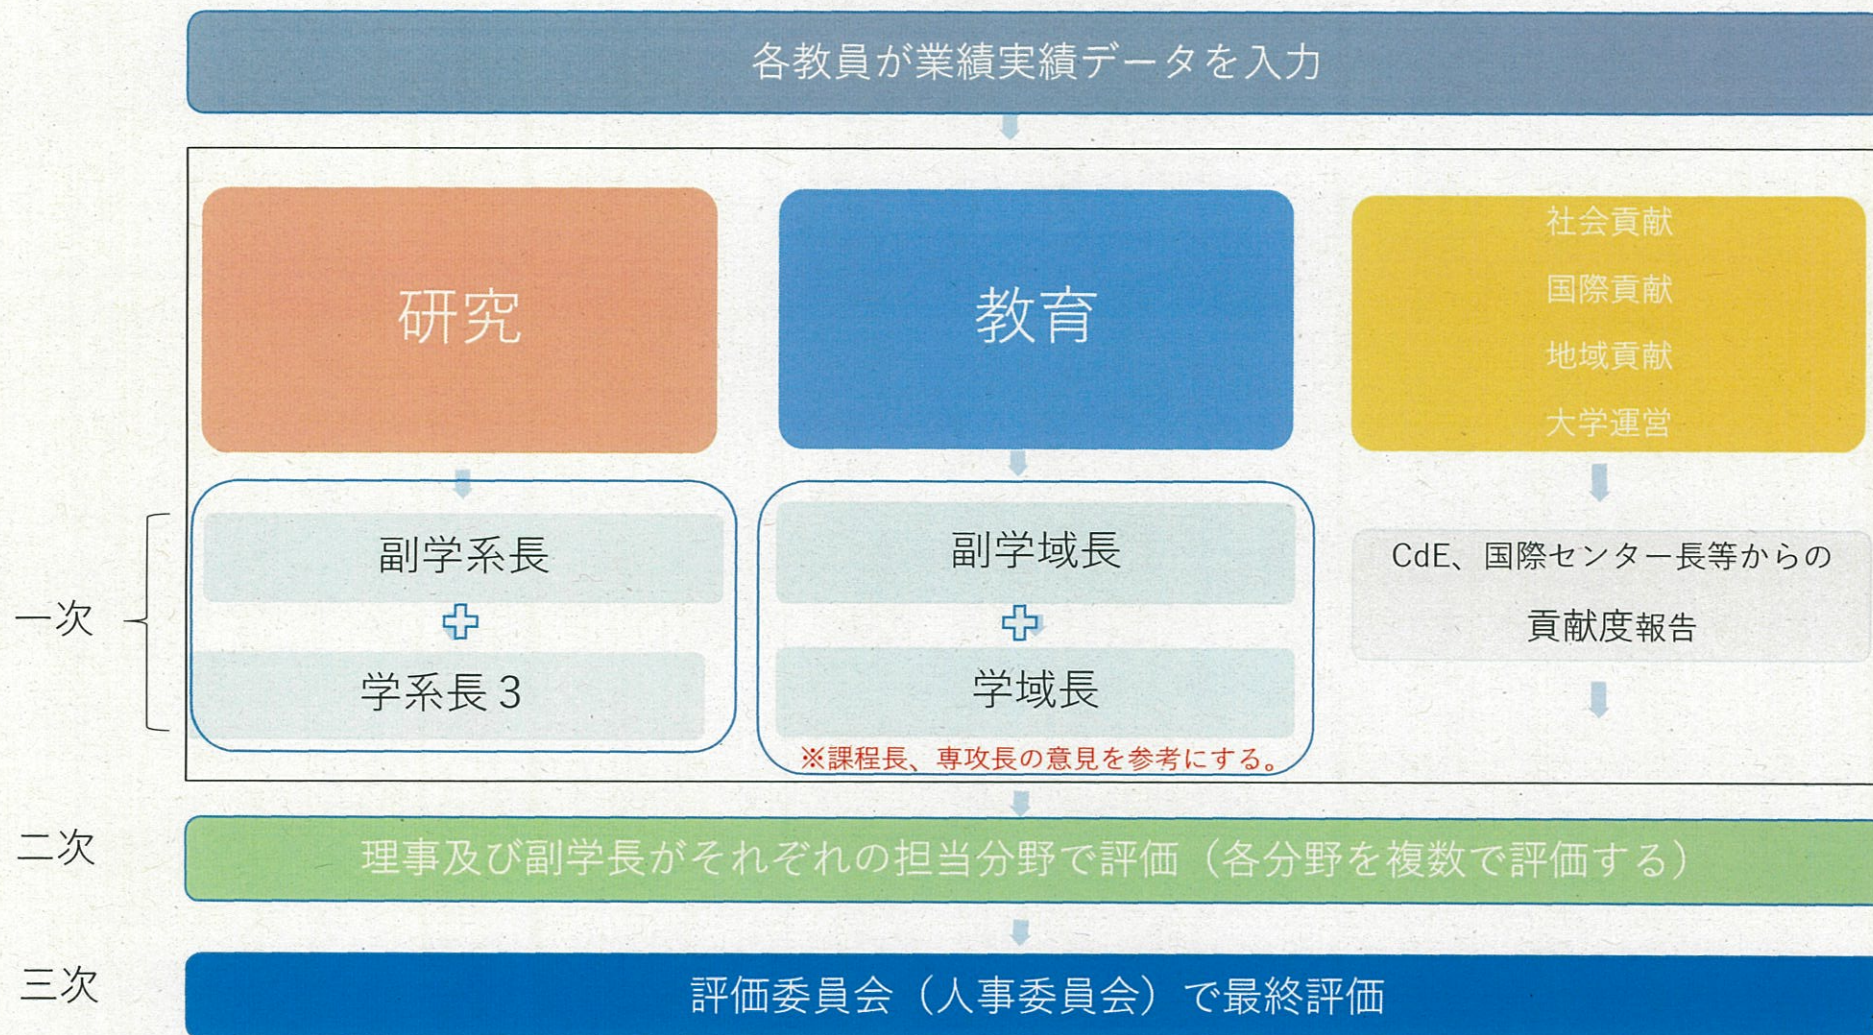 各教員が業績実績データを入力
研究
教育
社会貢献
国際貢献
地域貢献
大学運営
一次
副学系長
学系長3
副学域長
学域長
※課程長、専攻長の意見を参考にする。
CdE、国際センター長等からの
貢献度報告
二次
理事及び副学長がそれぞれの担当分野で評価（各分野を複数で評価する）
三次
評価委員会（人事委員会）で最終評価